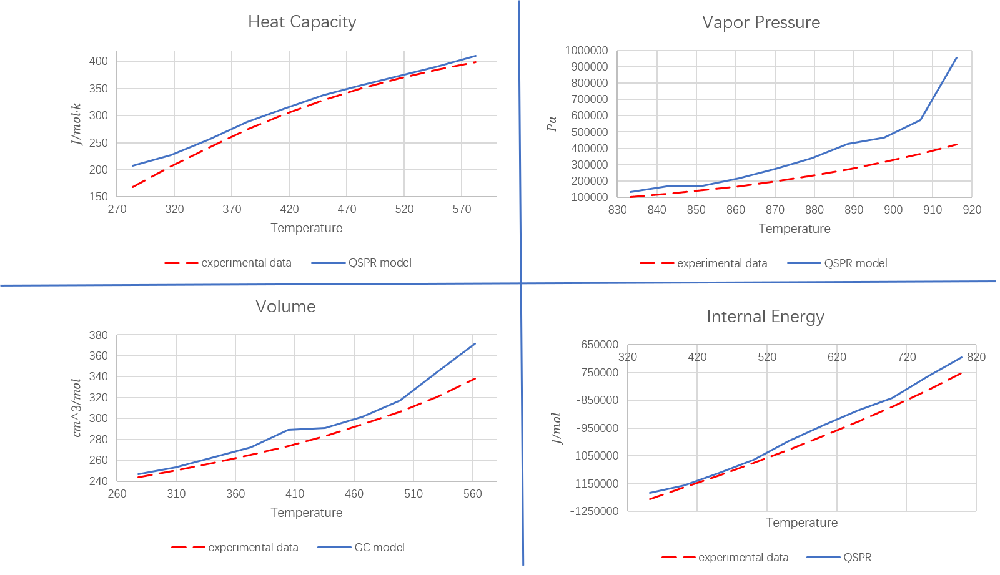 Heat Capacity
400
350
300
250
200
150
J/mol·k
270 320 370 420 470 520 570
Temperature
experimental data QSPR model
Vapor Pressure
1000000
900000
800000
700000
600000
500000
400000
300000
200000
100000
Pa
830 840 850 860 870 880 890 900 910 920
Temperature
experimental data QSPR model
Volume
380
360
340
320
300
280
260
240
cm^3/mol
260 310 360 410 460 510 560
Temperature
experimental data GC model
Internal Energy
-650000
320 420 520 620 720 820
-750000
-850000
-950000
-1050000
-1150000
-1250000
J/mol
Temperature
experimental data QSPR